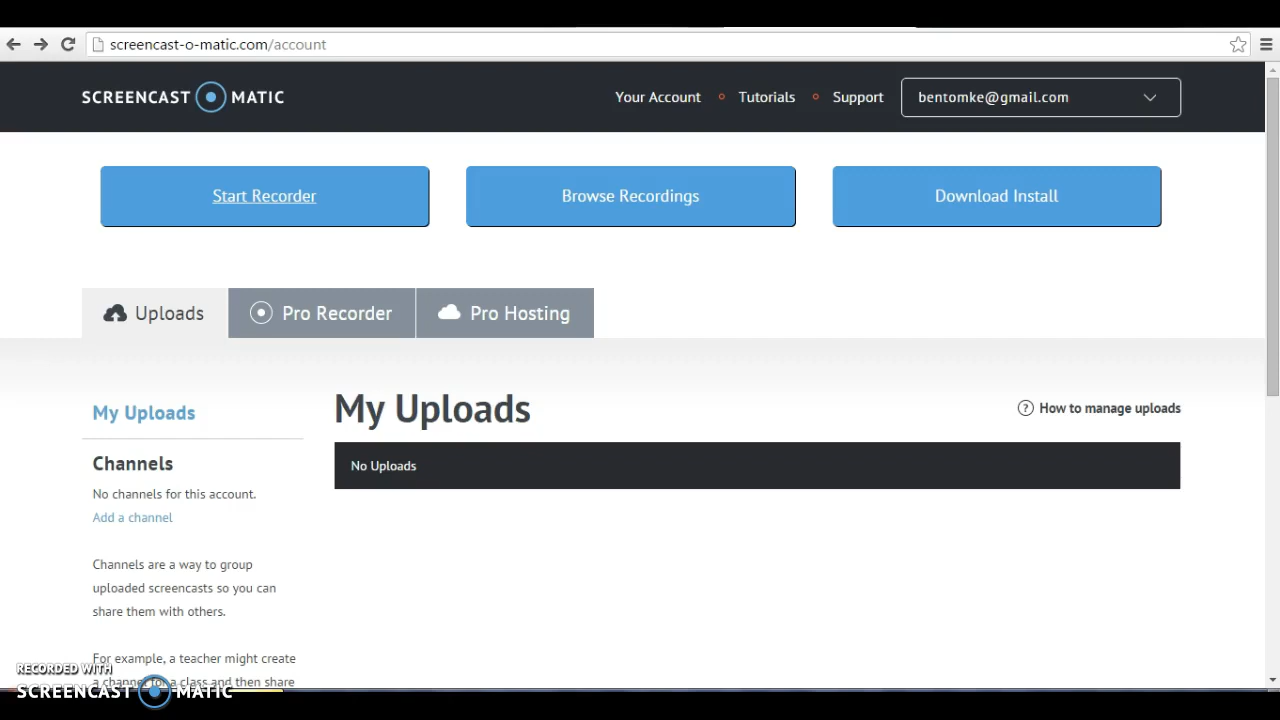 screencast-o-matic.com/account
SCREENCAST MATIC
Your Account
Tutorials
Support
bentomke@gmail.com
Start Recorder
Browse Recordings
Download Install
Uploads
Pro Recorder
Pro Hosting
My Uploads
My Uploads
? How to manage uploads
No Uploads
Channels
No channels for this account.
Add a channel
Channels are a way to group
uploaded screencasts so you can
share them with others.
For example, a teacher might create
a channel for a class and then share
RECORDED WITH
SCREENCAST MATIC